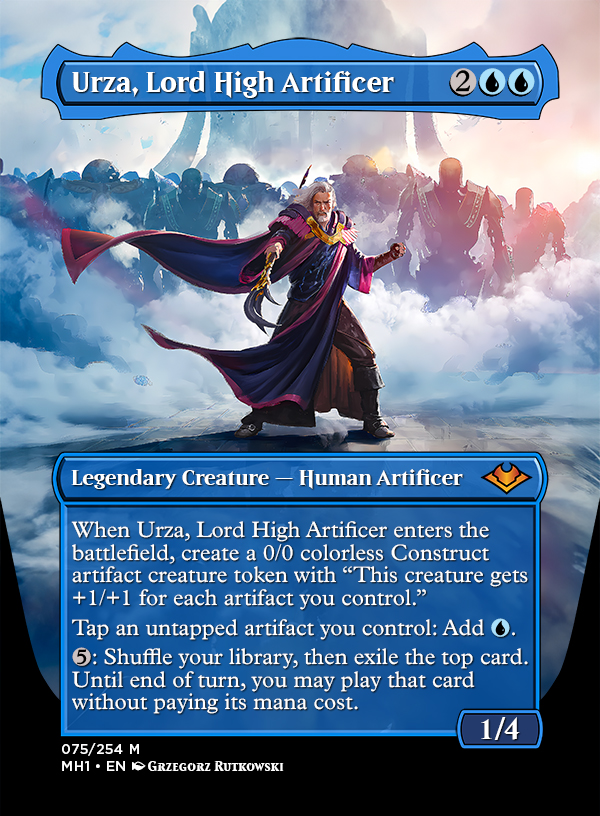 Urza, Lord High Artificer 2
Legendary Creature — Human Artificer
When Urza, Lord High Artificer enters the
battlefield, create a 0/0 colorless Construct
artifact creature token with “This creature gets
+1/+1 for each artifact you control.”
Tap an untapped artifact you control: Add .
5: Shuffle your library, then exile the top card.
Until end of turn, you may play that card
without paying its mana cost.
1/4
075/254 M
MH1 • EN Grzegorz Rutkowski